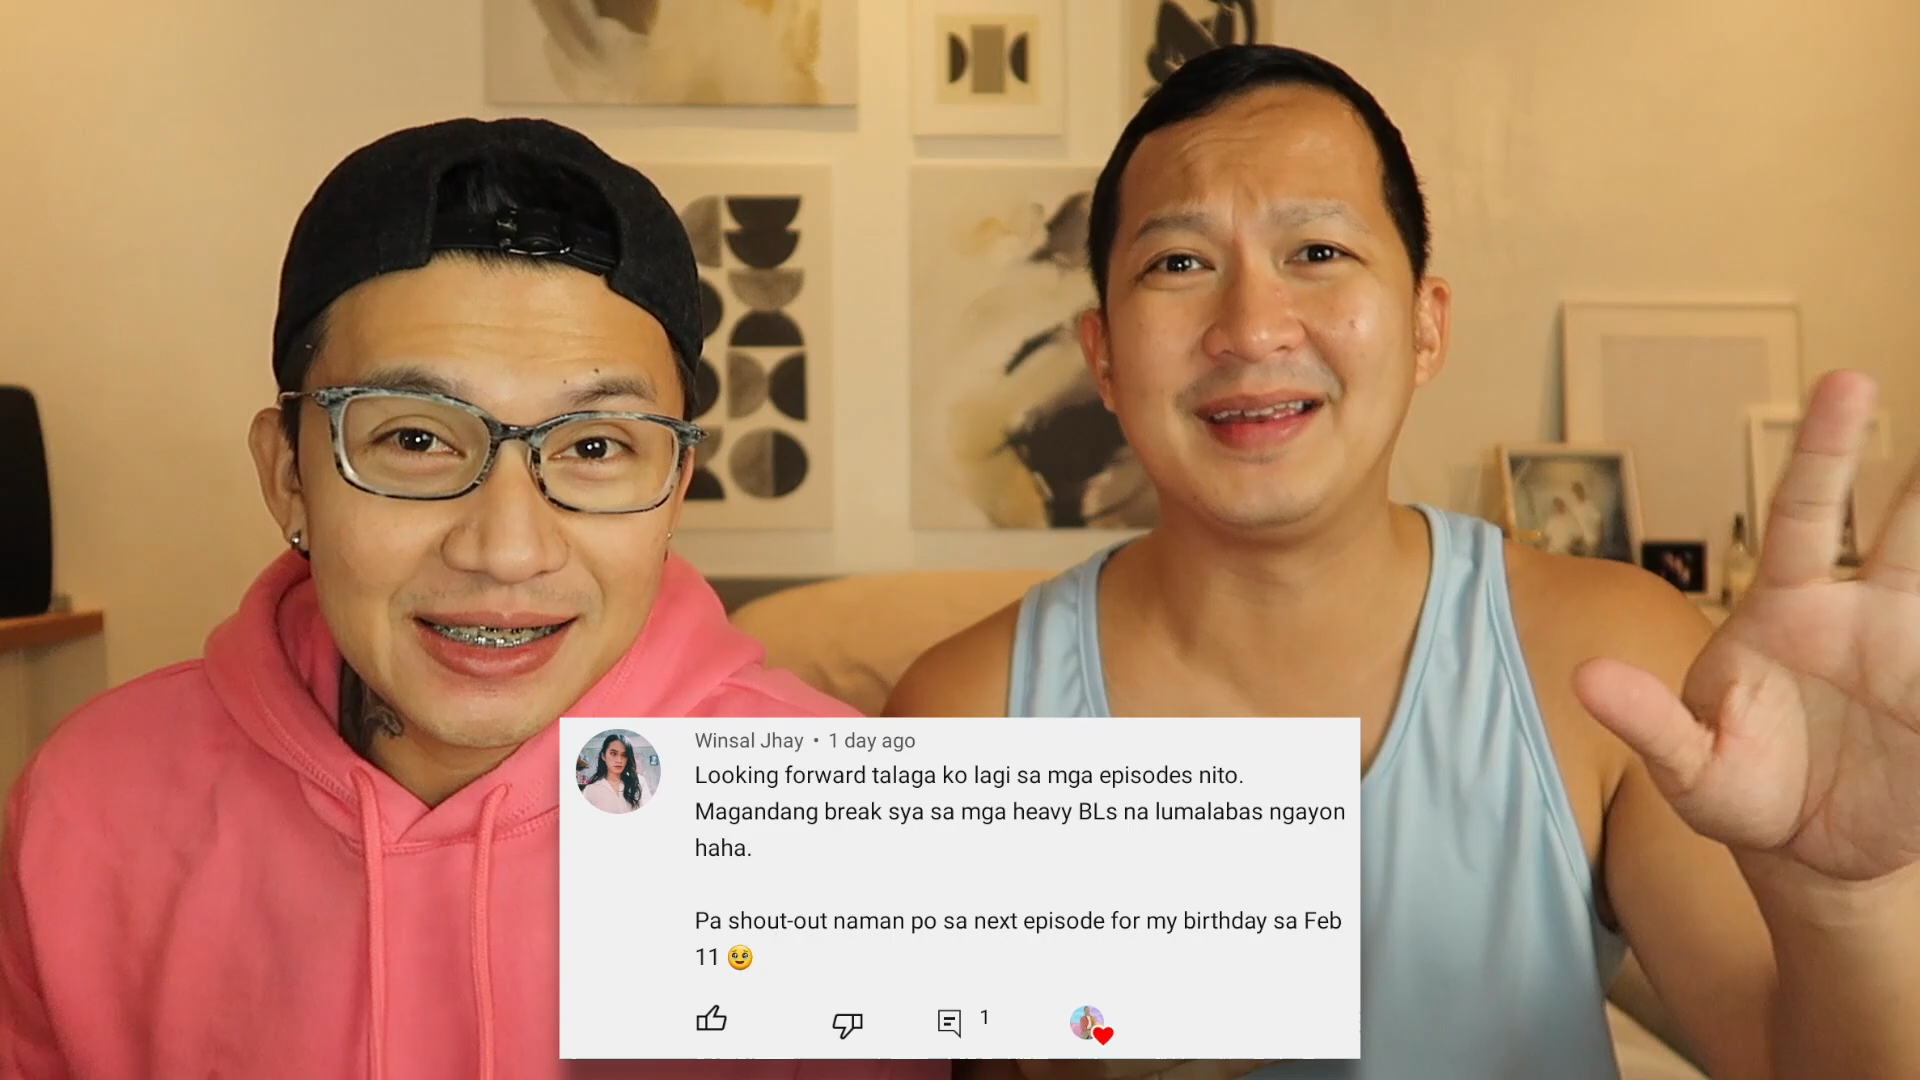 Winsal Jhay • 1 day ago
Looking forward talaga ko lagi sa mga episodes nito.
Magandang break sya sa mga heavy BLs na lumalabas ngayon
haha.
Pa shout-out naman po sa next episode for my birthday sa Feb
11 🥹
1